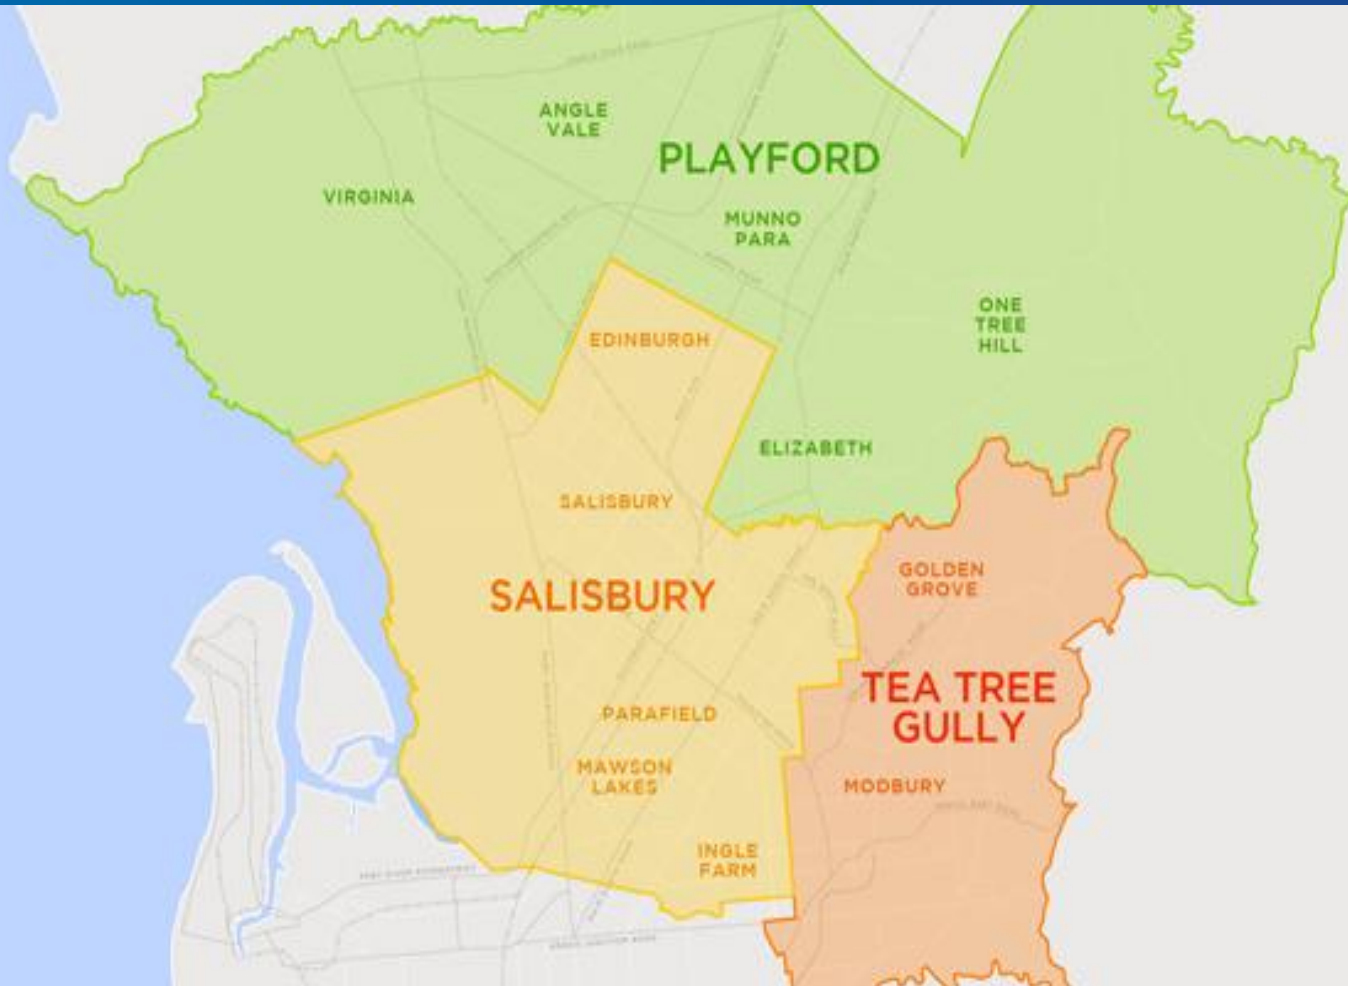 ANGLE
VALE
PLAYFORD
VIRGINIA
MUNNO
PARA
ONE
TREE
HILL
EDINBURGH
ELIZABETH
SALISBURY
GOLDEN
GROVE
SALISBURY
TEA TREE
GULLY
PARAFIELD
MAWSON
LAKES
MODBURY
INGLE
FARM